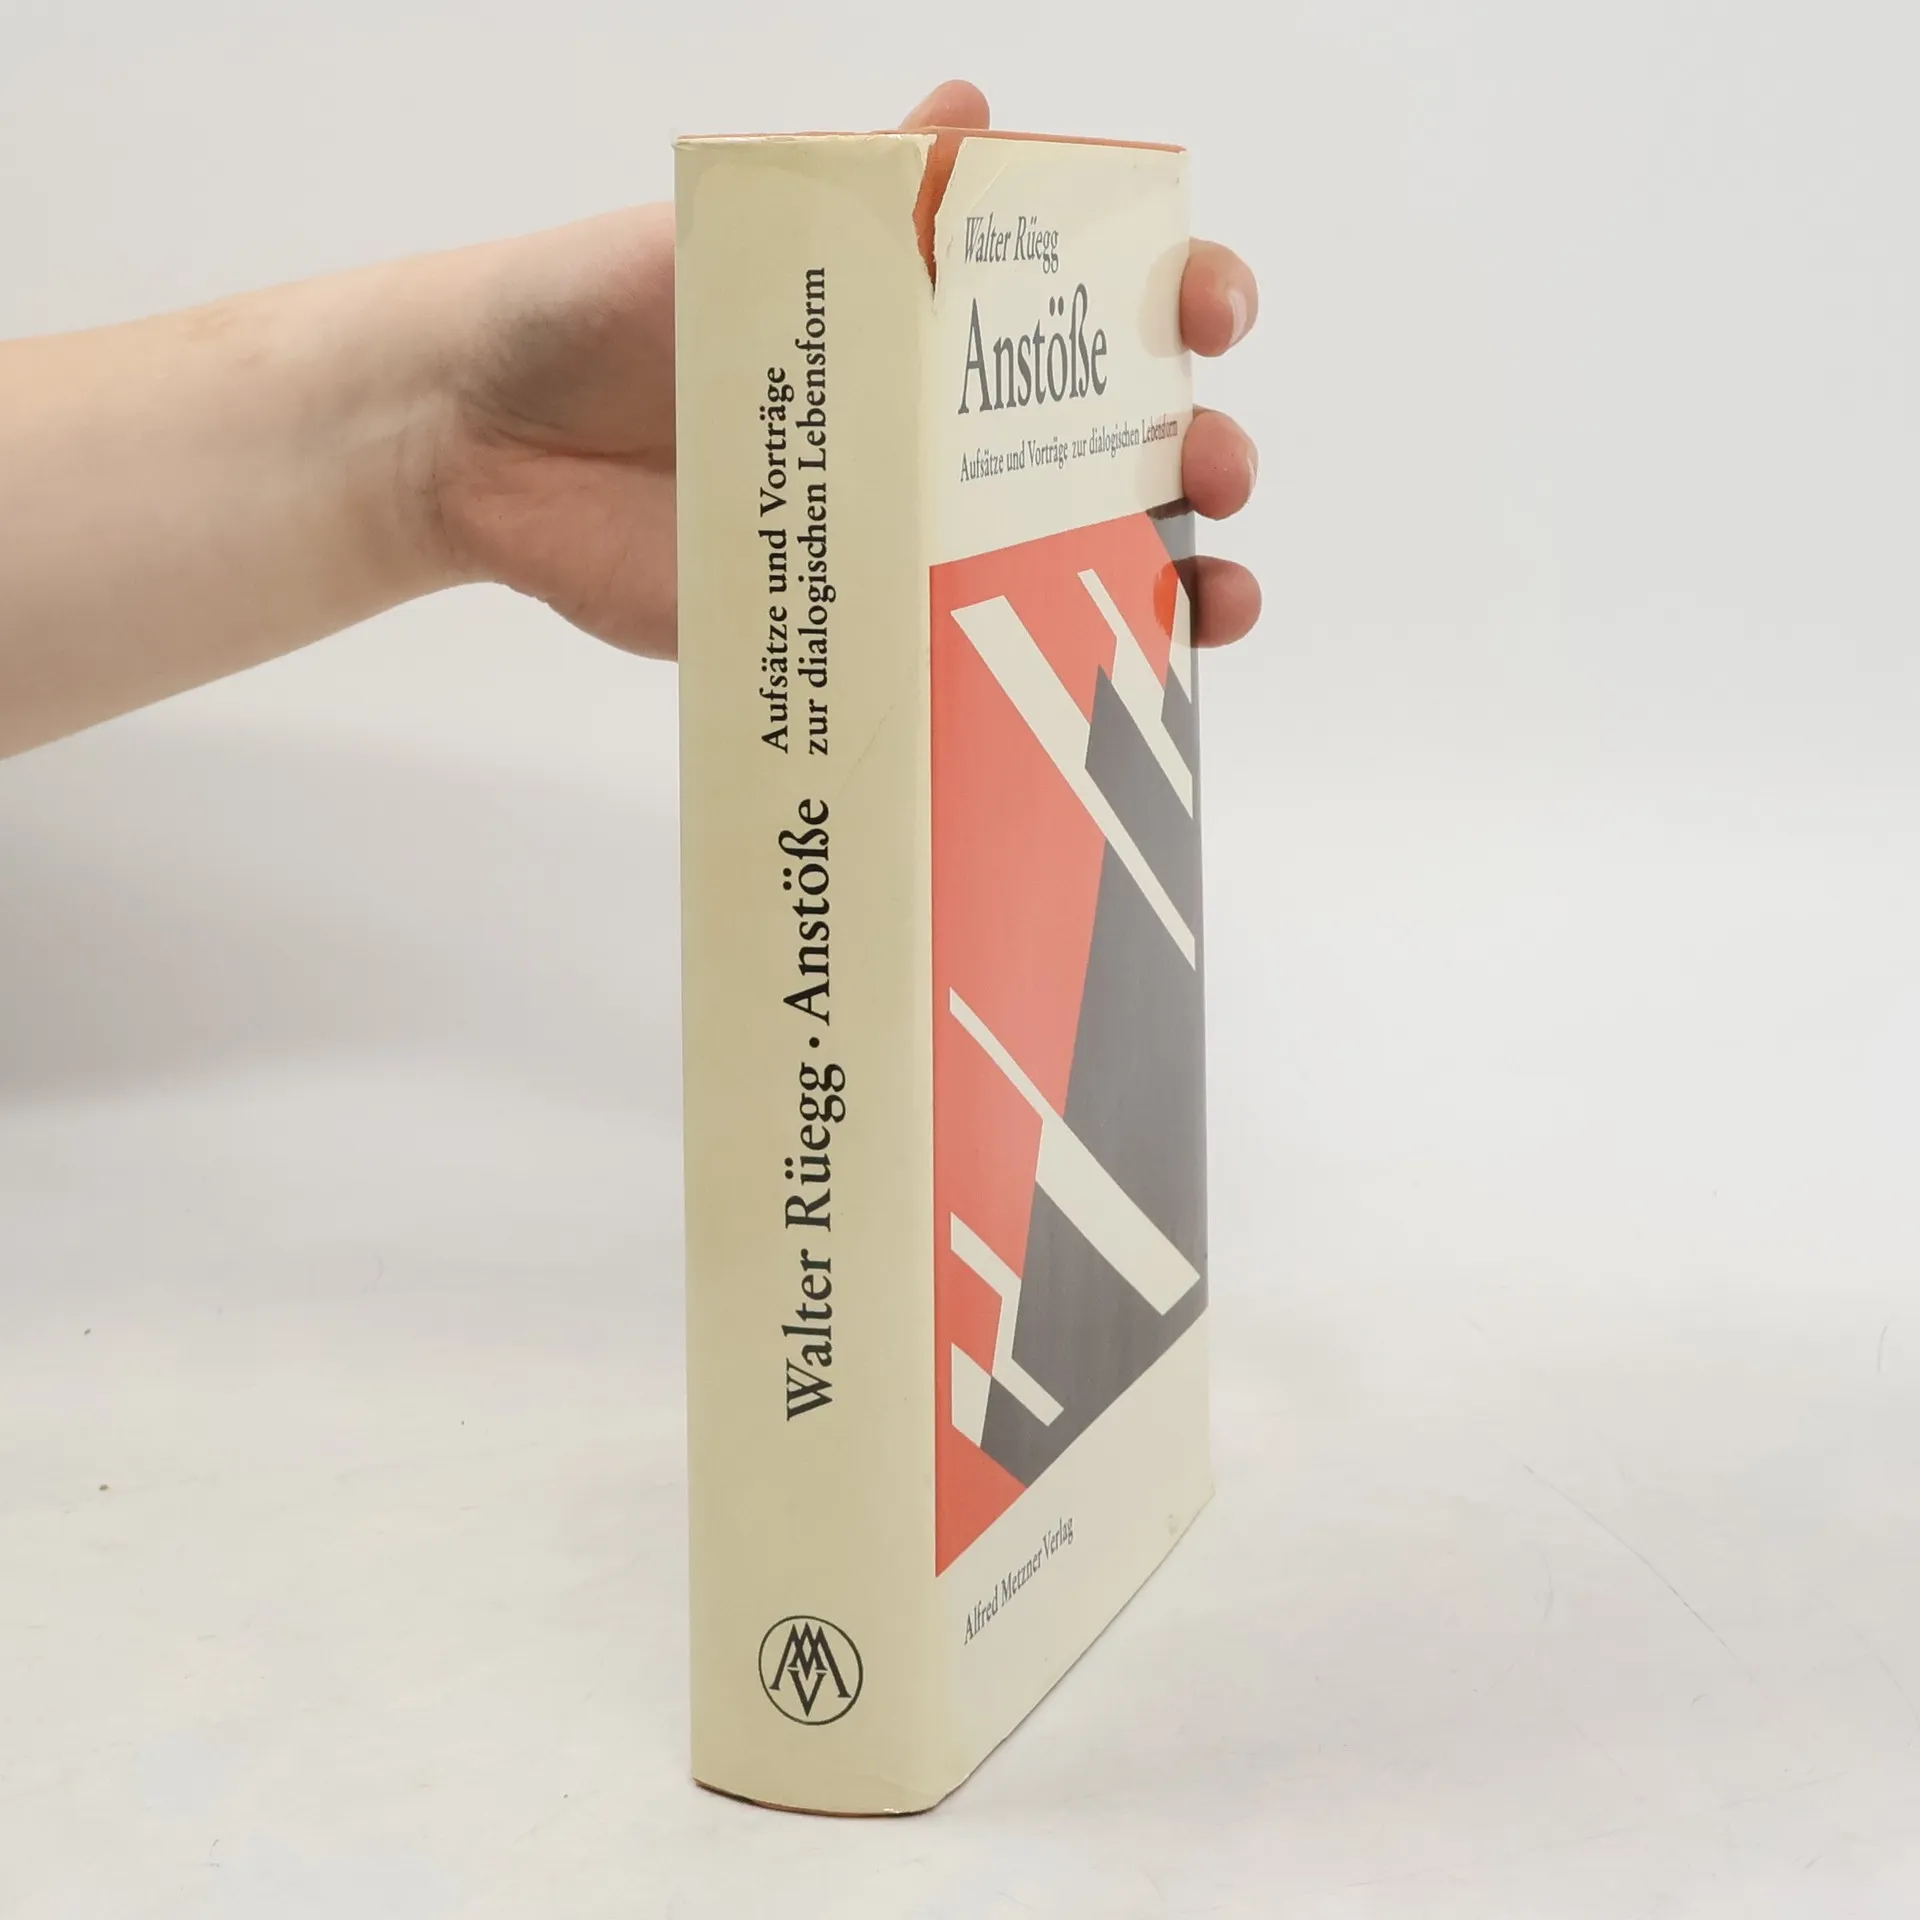 Aufsätze und Vorträge
zur dialogischen Lebensform
Walter Rüegg · Anstöße
Walter Rüegg
Anstöße
Aufsätze und Vorträge zur dialogischen Lebensform
Alfred Metzner Verlag